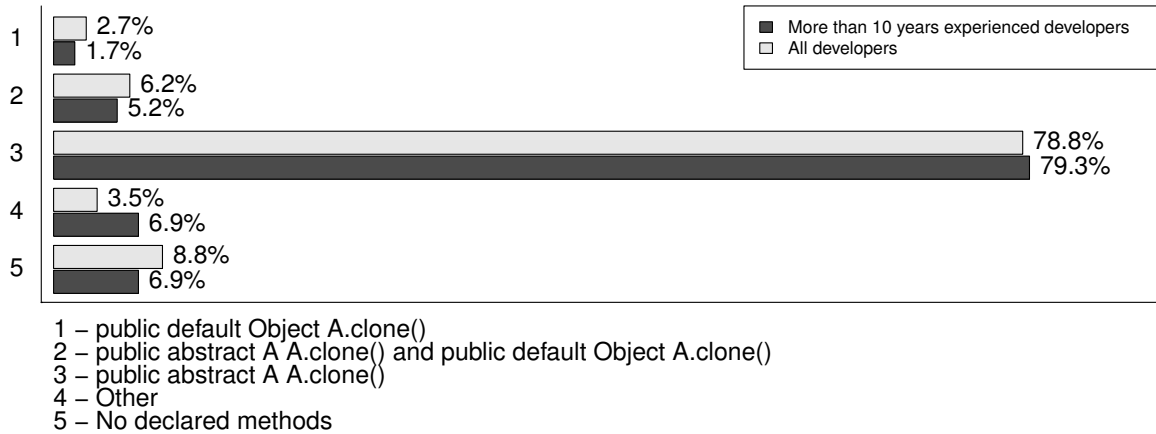 More than 10 years experienced developers
All developers
1
2.7%
1.7%
2
6.2%
5.2%
3
78.8%
79.3%
4
3.5%
6.9%
5
8.8%
6.9%
1 – public default Object A.clone()
2 – public abstract A A.clone() and public default Object A.clone()
3 – public abstract A A.clone()
4 – Other
5 – No declared methods